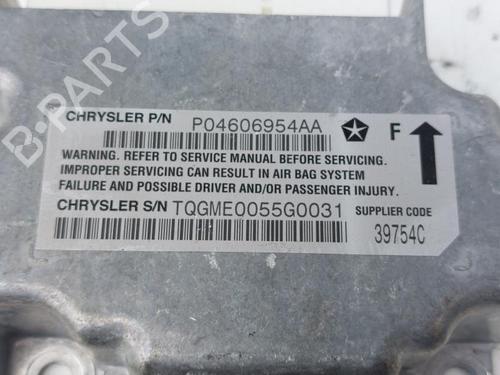 B-PARTS
CHRYSLER P/N P04606954AA F
WARNING. REFER TO SERVICE MANUAL BEFORE SERVICING.
IMPROPER SERVICING CAN RESULT IN AIR BAG SYSTEM
FAILURE AND POSSIBLE DRIVER AND/OR PASSENGER INJURY.
CHRYSLER S/N TQGME0055G0031 SUPPLIER CODE
39754C